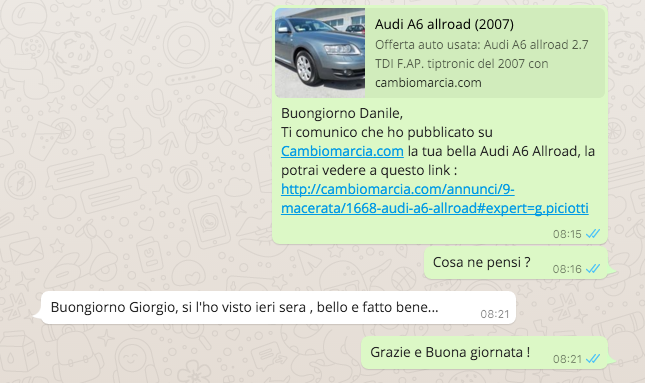 Audi A6 allroad (2007)
Offerta auto usata: Audi A6 allroad 2.7
TDI F.AP. tiptronic del 2007 con
cambiomarcia.com
Buongiorno Danile,
Ti comunico che ho pubblicato su
Cambiomarcia.com la tua bella Audi A6 Allroad, la
potrai vedere a questo link :
http://cambiomarcia.com/annunci/9-
macerata/1668-audi-a6-allroad#expert=g.piciotti
08:15
Cosa ne pensi ?
08:16
Buongiorno Giorgio, si l'ho visto ieri sera , bello e fatto bene...
08:21
Grazie e Buona giornata !
08:21